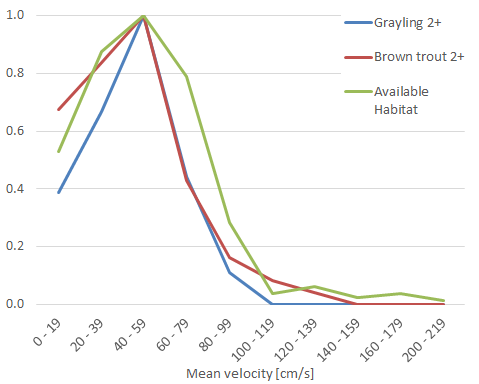 1.0
0.8
0.6
0.4
0.2
0.0
Grayling 2+
Brown trout 2+
Available
Habitat
0 - 19
20 - 39
40 - 59
60 - 79
80 - 99
100 - 119
120 - 139
140 - 159
160 - 179
200 - 219
Mean velocity [cm/s]